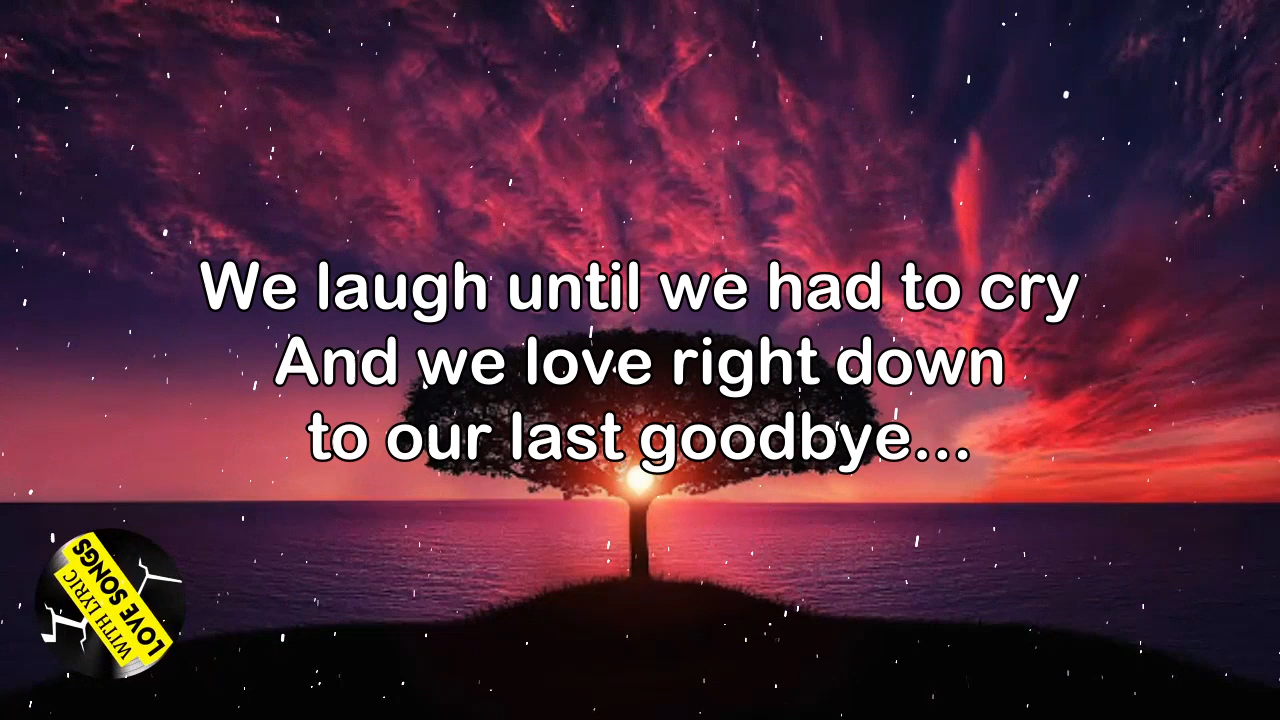 We laugh until we had to cry
And we love right down
to our last goodbye...
LOVE SONGS
WITH LYRIC